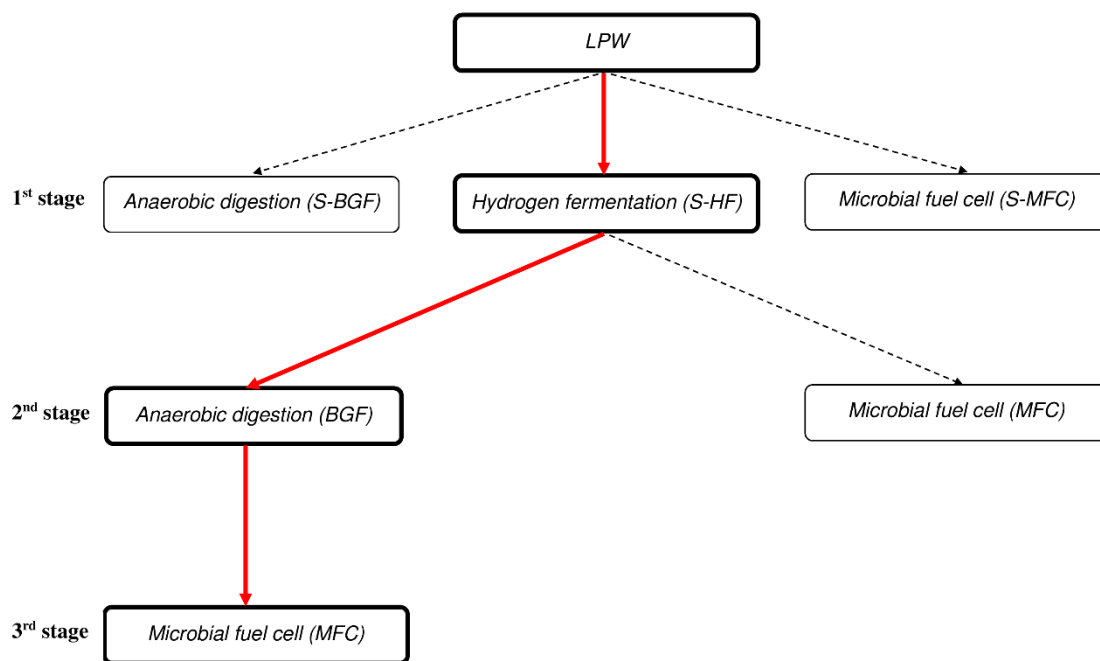 LPW
1st stage
Anaerobic digestion (S-BGF)
Hydrogen fermentation (S-HF)
Microbial fuel cell (S-MFC)
2nd stage
Anaerobic digestion (BGF)
Microbial fuel cell (MFC)
3rd stage
Microbial fuel cell (MFC)